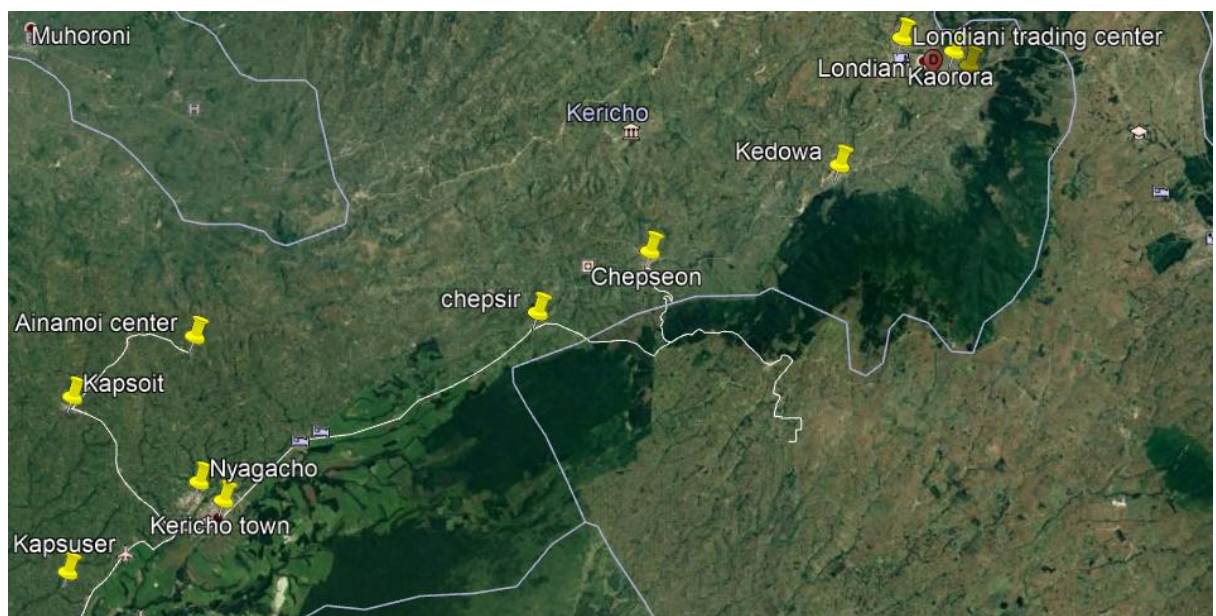 Muhoroni
Londiani trading center
Londiani
Kaorora
D
Kericho
Kedowa
Chepseon
chepsir
Ainamoi center
Kapsoit
Nyagacho
Kericho town
Kapsuser